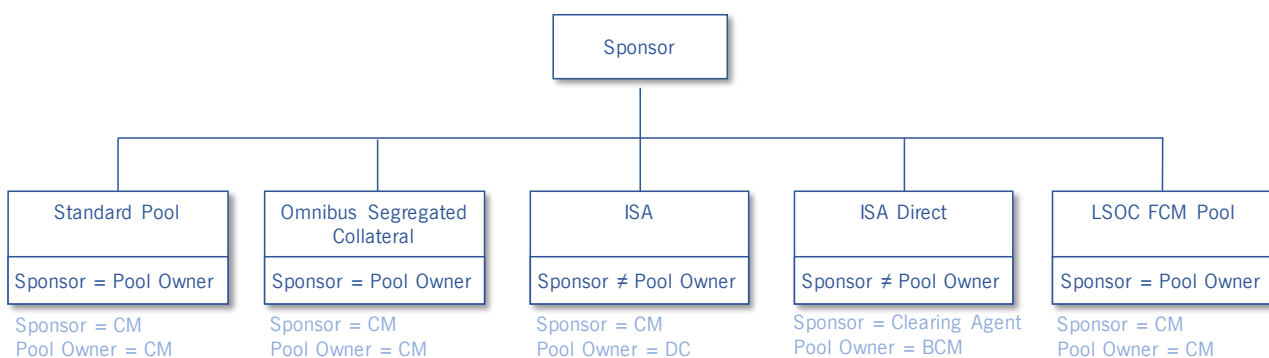 Sponsor
Standard Pool
Sponsor = Pool Owner
Sponsor = CM
Pool Owner = CM
Omnibus Segregated
Collateral
Sponsor = Pool Owner
Sponsor = CM
Pool Owner = CM
ISA
Sponsor ≠ Pool Owner
Sponsor = CM
Pool Owner = DC
ISA Direct
Sponsor ≠ Pool Owner
Sponsor = Clearing Agent
Pool Owner = BCM
LSOC FCM Pool
Sponsor = Pool Owner
Sponsor = CM
Pool Owner = CM